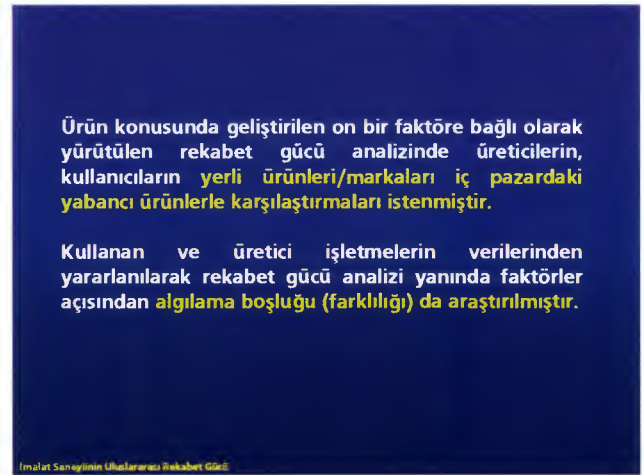 Ürün konusunda geliştirilen on bir faktöre bağlı olarak
yürütülen rekabet gücü analizinde üreticilerin,
kullanıcıların yerli ürünleri/markaları iç pazardaki
yabancı ürünlerle karşılaştırmaları istenmiştir.
Kullanan ve üretici işletmelerin verilerinden
yararlanılarak rekabet gücü analizi yanında faktörler
açısından algılama boşluğu (farklılığı) da araştırılmıştır.
İmalat Sanayiinin Uluslararası Rekabet Gücü